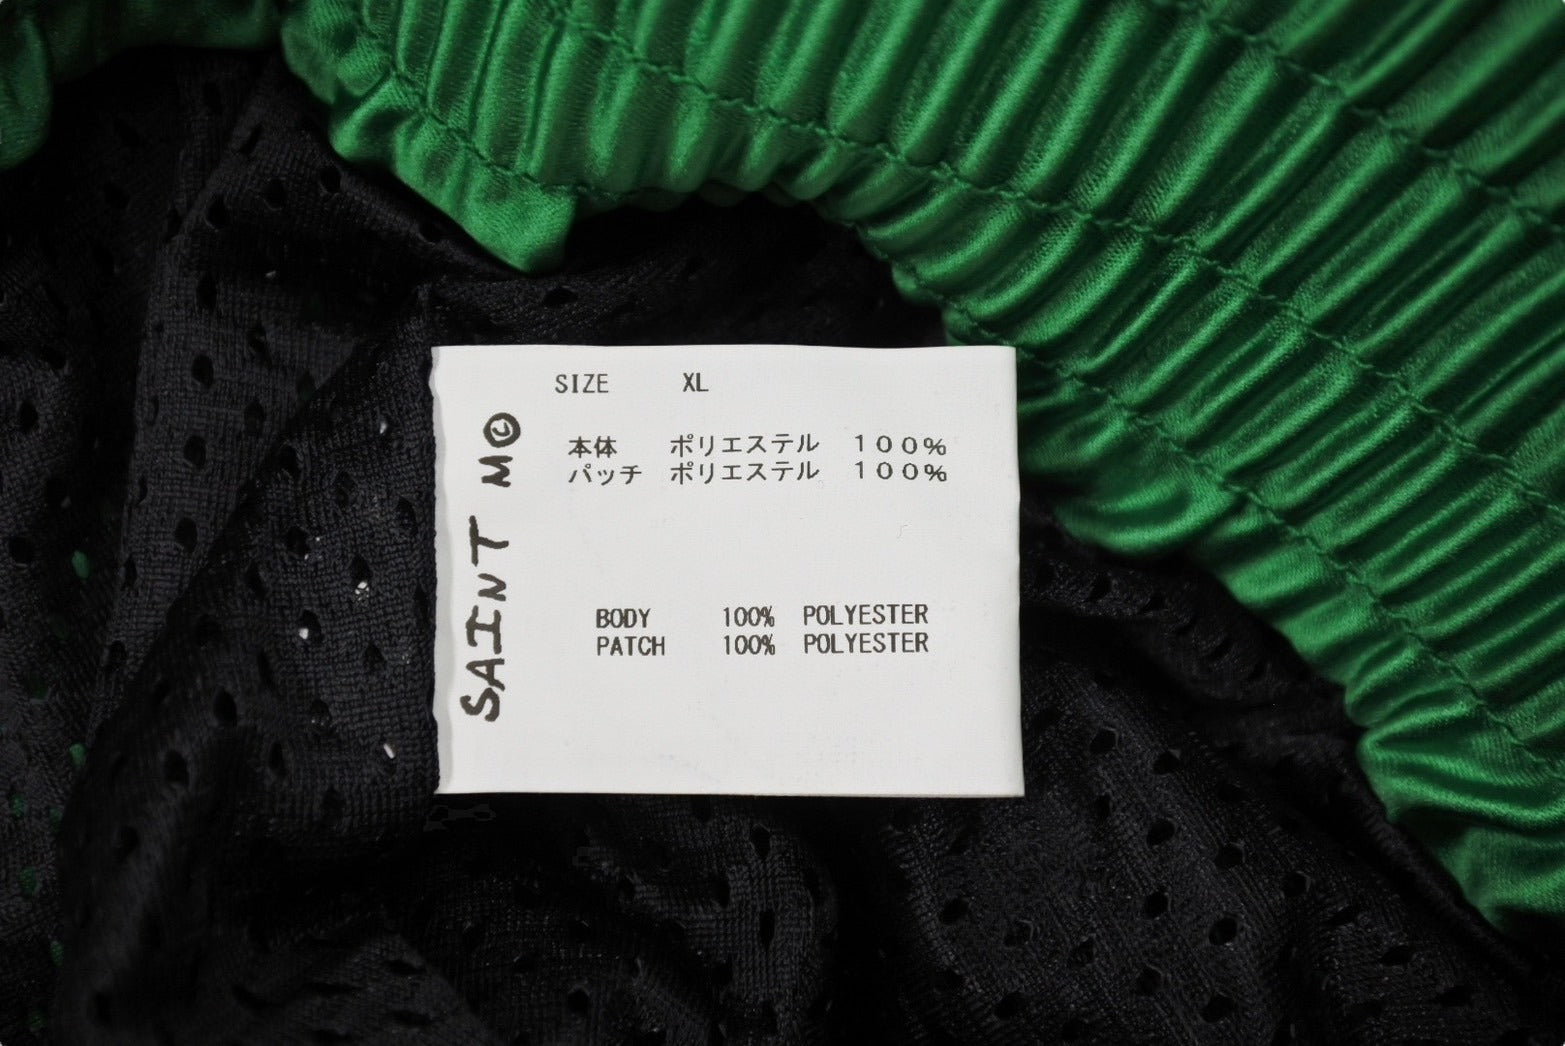 SIZE XL
本体 ポリエステル 100%
パッチ ポリエステル 100%
BODY 100% POLYESTER
PATCH 100% POLYESTER
SAINT M©